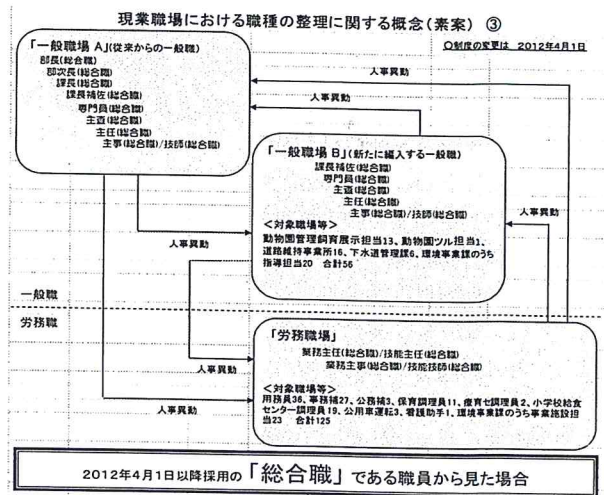 現業職場における職種の整理に関する概念(素案) ③
○制度の変更は 2012年4月1日
「一般職場 A」(従来からの一般職)
部長(総合職)
部次長(総合職)
課長(総合職)
課長補佐(総合職)
専門員(総合職)
主査(総合職)
主任(総合職)
主事(総合職)/技師(総合職)
人事異動
人事異動
「一般職場 B」(新たに編入する一般職)
課長補佐(総合職)
専門員(総合職)
主査(総合職)
主任(総合職)
主事(総合職)/技師(総合職)
<対象職場等>
動物園管理飼育展示担当13、動物園ツル担当1、
道路維持事業所16、下水道管理課6、環境事業課のうち
指導担当20 合計56
人事異動
人事異動
一般職
労務職
人事異動
人事異動
「労務職場」
業務主任(総合職)/技能主任(総合職)
業務主事(総合職)/技能技師(総合職)
<対象職場等>
用務員36、事務補27、公務補3、保育調理員11、療育セ調理員2、小学校給食
センター調理員19、公用車運転3、看護助手1、環境事業課のうち事業施設担
当23 合計125
2012年4月1日以降採用の「総合職」である職員から見た場合